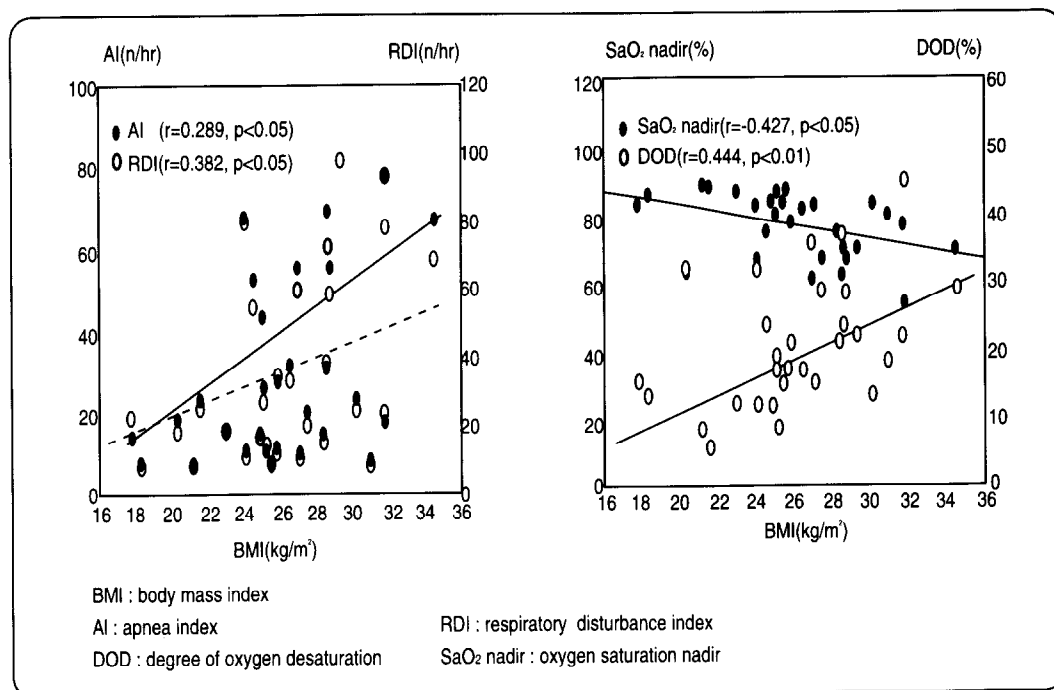 AI(n/hr) RDI(n/hr)
100 120
80 100
60 80
40 60
20 40
0 20
0
AI (r=0.289, p<0.05)
RDI(r=0.382, p<0.05)
16 20 22 24 26 28 30 32 34 36
BMI(kg/m²)
SaO₂ nadir(%) DOD(%)
120 60
100 50
80 40
60 30
40 20
20 10
0 0
SaO₂ nadir(r=-0.427, p<0.05)
DOD(r=0.444, p<0.01)
16 20 22 24 26 28 30 32 34 36
BMI(kg/m²)
BMI : body mass index
AI : apnea index RDI : respiratory disturbance index
DOD : degree of oxygen desaturation SaO₂ nadir : oxygen saturation nadir